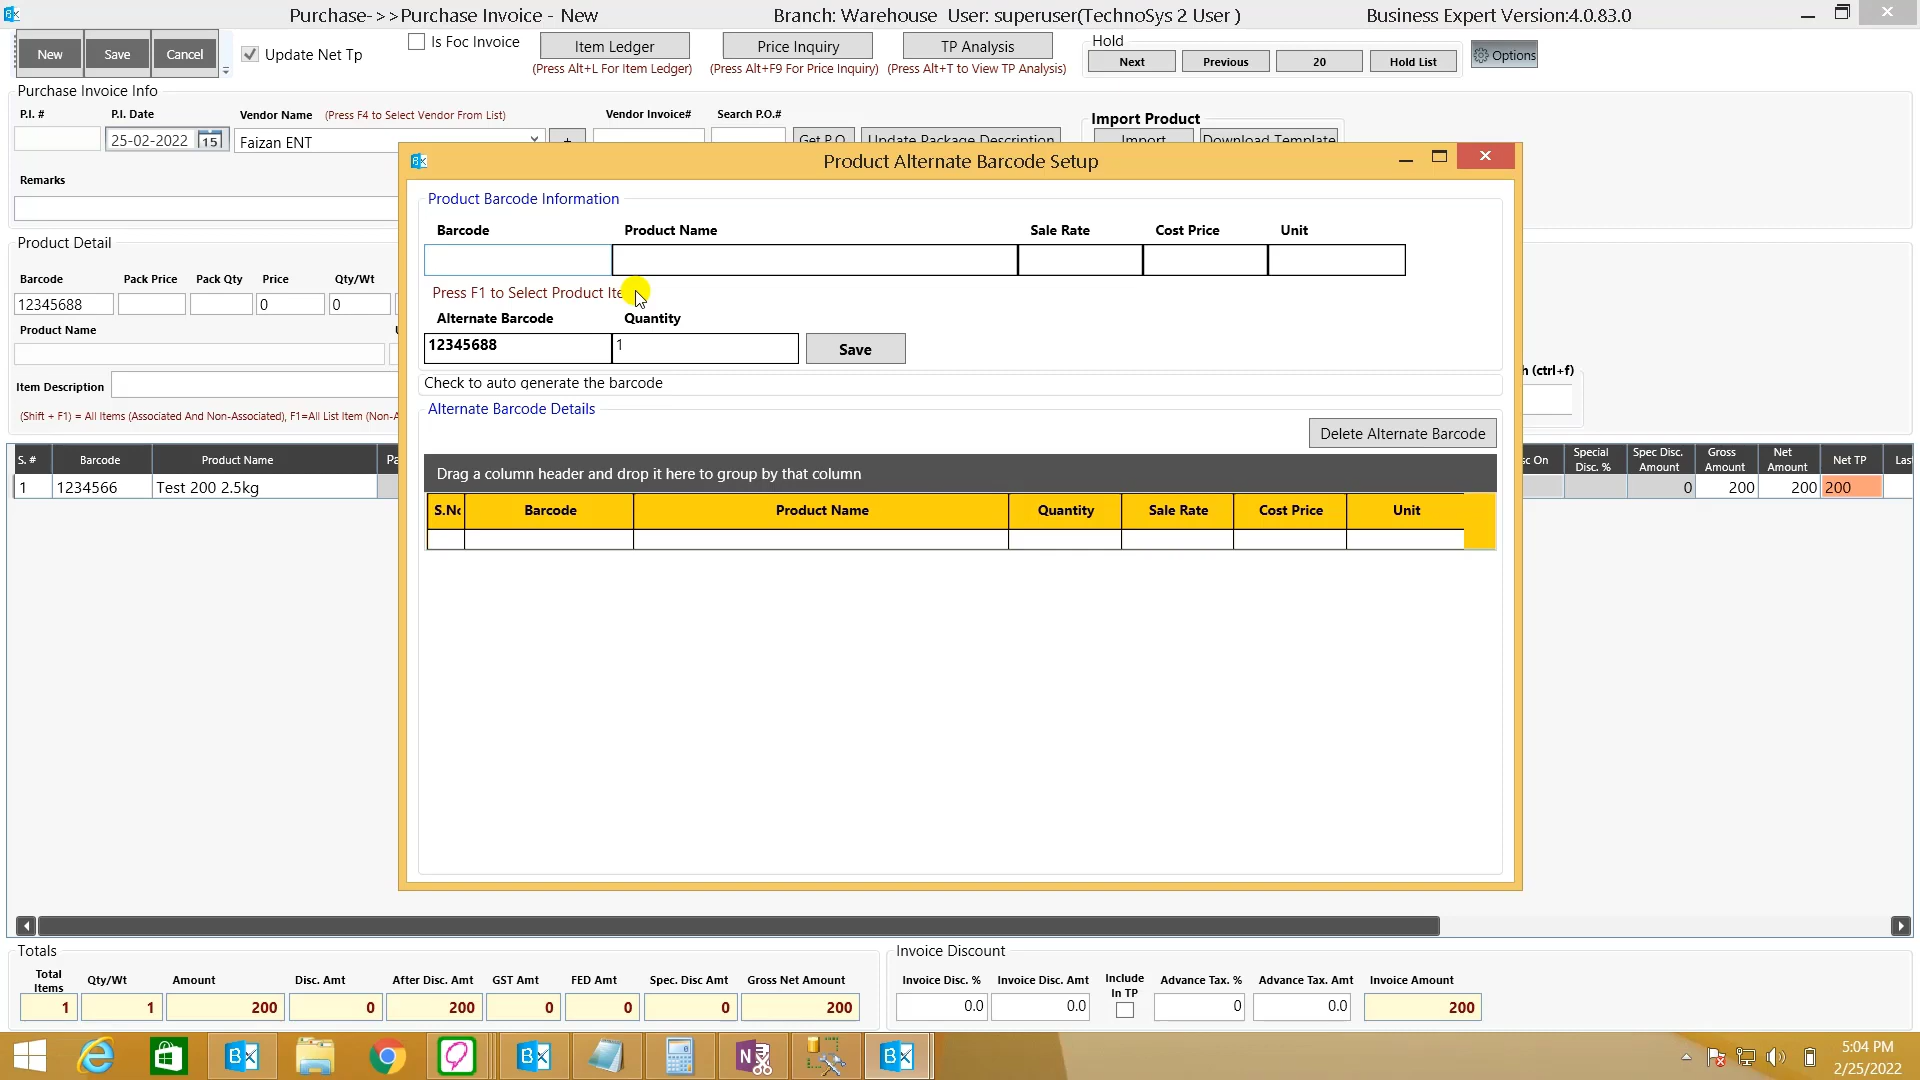 Purchase->>Purchase Invoice - New Branch: Warehouse User: superuser(TechnoSys 2 User ) Business Expert Version:4.0.83.0
New Save Cancel Update Net Tp Is Foc Invoice Item Ledger Price Inquiry TP Analysis Hold Options
(Press Alt+L For Item Ledger) (Press Alt+F9 For Price Inquiry) (Press Alt+T to View TP Analysis) Next Previous 20 Hold List
Purchase Invoice Info
P.I. # P.I. Date Vendor Name (Press F4 to Select Vendor From List) Vendor Invoice# Search P.O.# Import Product
25-02-2022 15 Faizan ENT + Get P.O Update Package Description Import Download Template
Product Alternate Barcode Setup
Remarks
Product Barcode Information
Barcode Product Name Sale Rate Cost Price Unit
Product Detail
Barcode Pack Price Pack Qty Price Qty/Wt
12345688 0 0
Press F1 to Select Product Ite
Alternate Barcode Quantity
Product Name
12345688 1 Save
h (ctrl+f)
Item Description
Check to auto generate the barcode
(Shift + F1) = All Items (Associated And Non-Associated), F1=All List Item (Non-A
Alternate Barcode Details
Delete Alternate Barcode
S. # Barcode Product Name Pa
Drag a column header and drop it here to group by that column
sc On Special Disc. % Spec Disc. Amount Gross Amount Net Amount Net TP Las
1 1234566 Test 200 2.5kg
0 200 200 200
S.No Barcode Product Name Quantity Sale Rate Cost Price Unit
Totals
Invoice Discount
Total Items Qty/Wt Amount Disc. Amt After Disc. Amt GST Amt FED Amt Spec. Disc Amt Gross Net Amount
Invoice Disc. % Invoice Disc. Amt Include In TP Advance Tax. % Advance Tax. Amt Invoice Amount
1 1 200 0 200 0 0 0 200
0.0 0.0 0 0.0 200
5:04 PM
2/25/2022